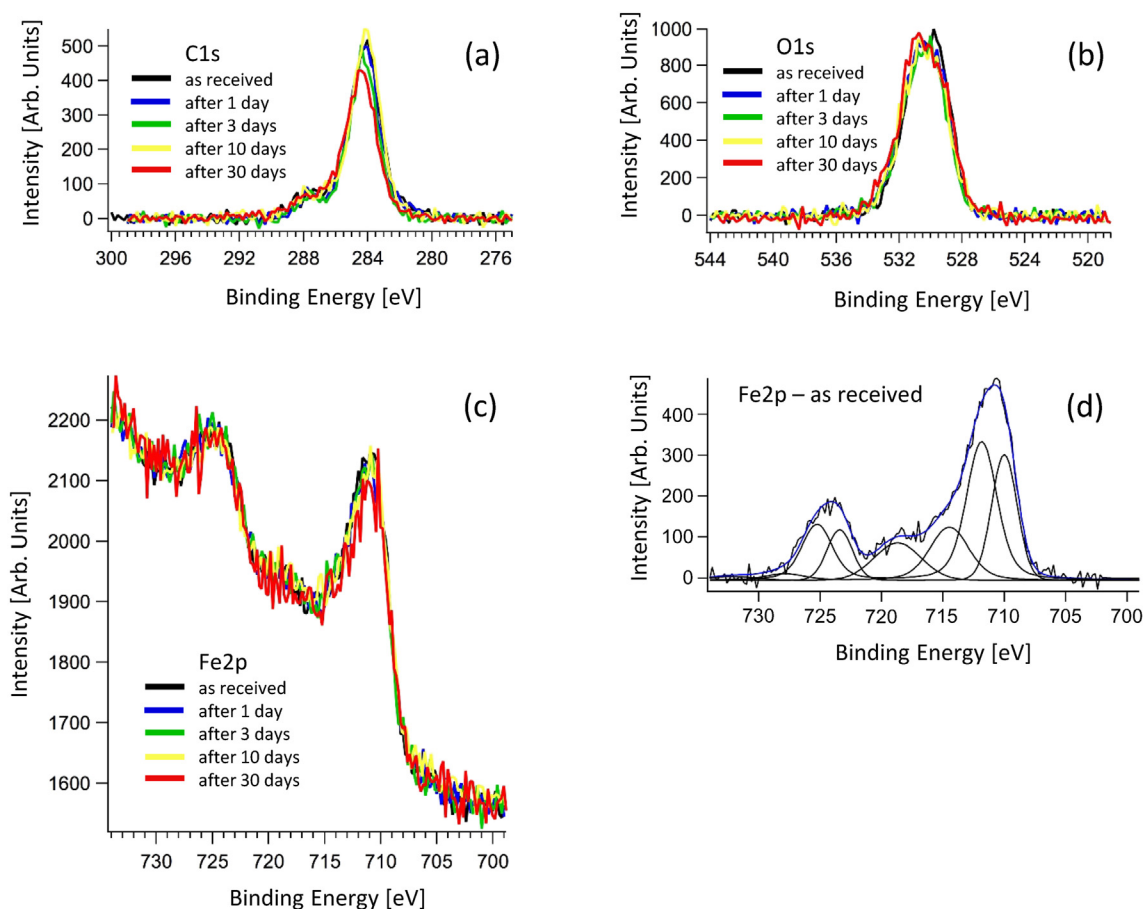 C1s
(a)
as received
after 1 day
after 3 days
after 10 days
after 30 days
500
400
300
200
100
0
Intensity [Arb. Units]
300 296 292 288 284 280 276
Binding Energy [eV]
O1s
(b)
as received
after 1 day
after 3 days
after 10 days
after 30 days
1000
800
600
400
200
0
Intensity [Arb. Units]
544 540 536 532 528 524 520
Binding Energy [eV]
(c)
2200
2100
2000
1900
1800
1700
1600
Intensity [Arb. Units]
Fe2p
as received
after 1 day
after 3 days
after 10 days
after 30 days
730 725 720 715 710 705 700
Binding Energy [eV]
Fe2p – as received
(d)
400
300
200
100
0
Intensity [Arb. Units]
730 725 720 715 710 705 700
Binding Energy [eV]